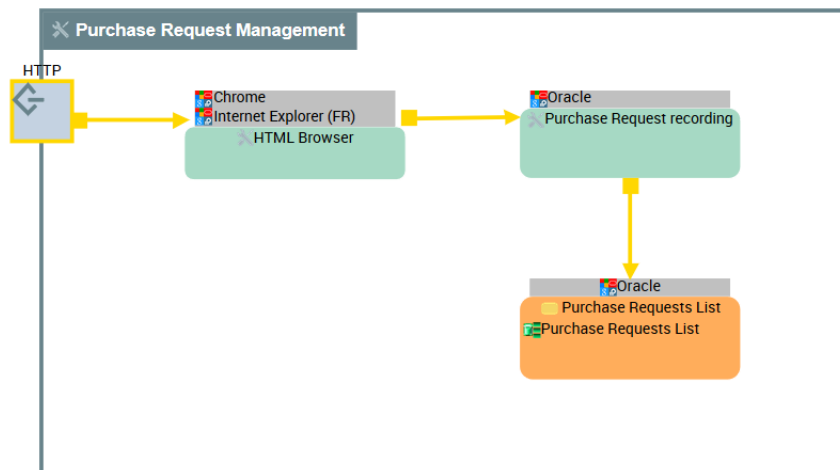 Purchase Request Management
HTTP
Chrome
Internet Explorer (FR)
HTML Browser
Oracle
Purchase Request recording
Oracle
Purchase Requests List
Purchase Requests List